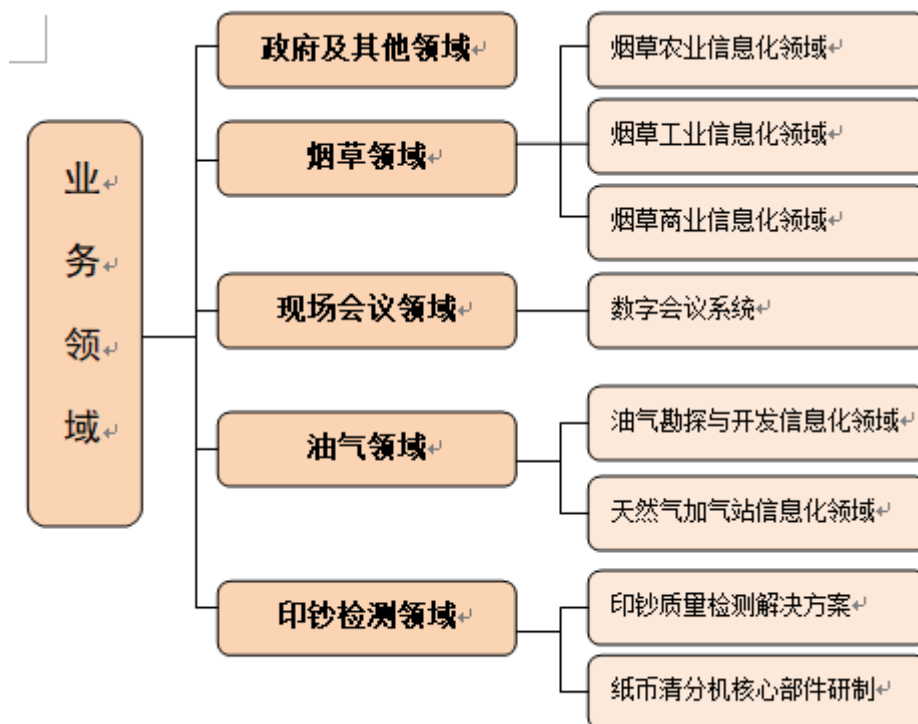 业
务
领
域
政府及其他领域
烟草领域
烟草农业信息化领域
烟草工业信息化领域
烟草商业信息化领域
现场会议领域
数字会议系统
油气领域
油气勘探与开发信息化领域
天然气加气站信息化领域
印钞检测领域
印钞质量检测解决方案
纸币清分机核心部件研制